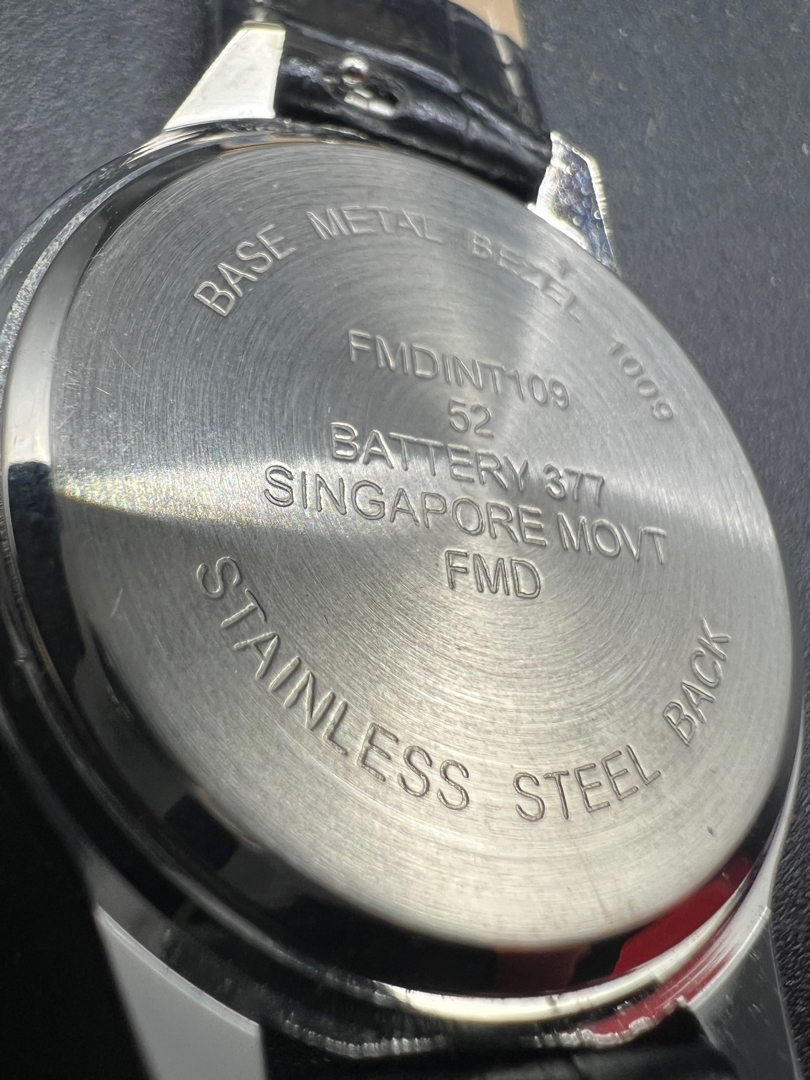 BASE METAL BEZEL 1009
FMDINT109
52
BATTERY 377
SINGAPORE MOVT
FMD
STAINLESS STEEL BACK